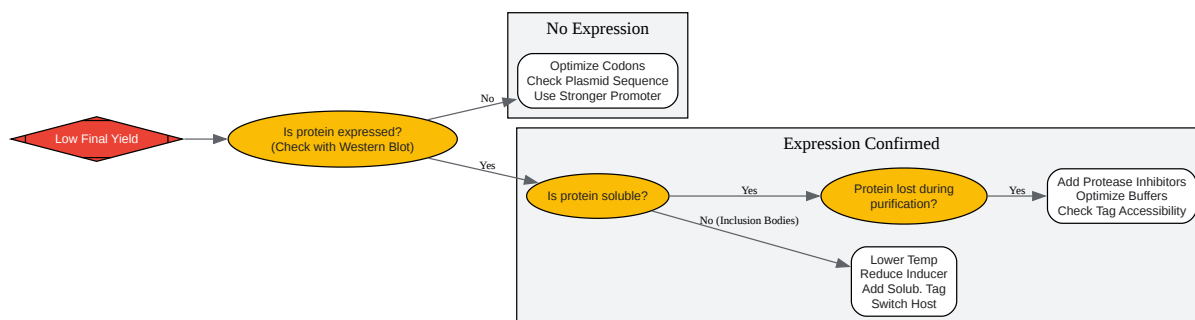 No Expression
Optimize Codons
Check Plasmid Sequence
Use Stronger Promoter
No
Low Final Yield
Is protein expressed?
(Check with Western Blot)
Yes
Expression Confirmed
Is protein soluble?
Yes
Protein lost during
purification?
Yes
Add Protease Inhibitors
Optimize Buffers
Check Tag Accessibility
No (Inclusion Bodies)
Lower Temp
Reduce Inducer
Add Solub. Tag
Switch Host